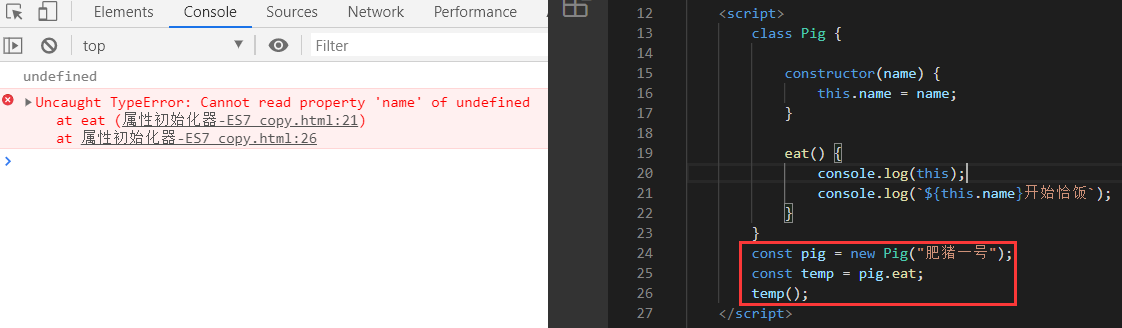 Elements Console Sources Network Performance
top
Filter
undefined
Uncaught TypeError: Cannot read property 'name' of undefined
at eat (属性初始化器-ES7 copy.html:21)
at 属性初始化器-ES7 copy.html:26
12 <script>
13 class Pig {
14
15 constructor(name) {
16 this.name = name;
17 }
18
19 eat() {
20 console.log(this);
21 console.log(`${this.name}开始恰饭`);
22 }
23 }
24 const pig = new Pig("肥猪一号");
25 const temp = pig.eat;
26 temp();
27 </script>